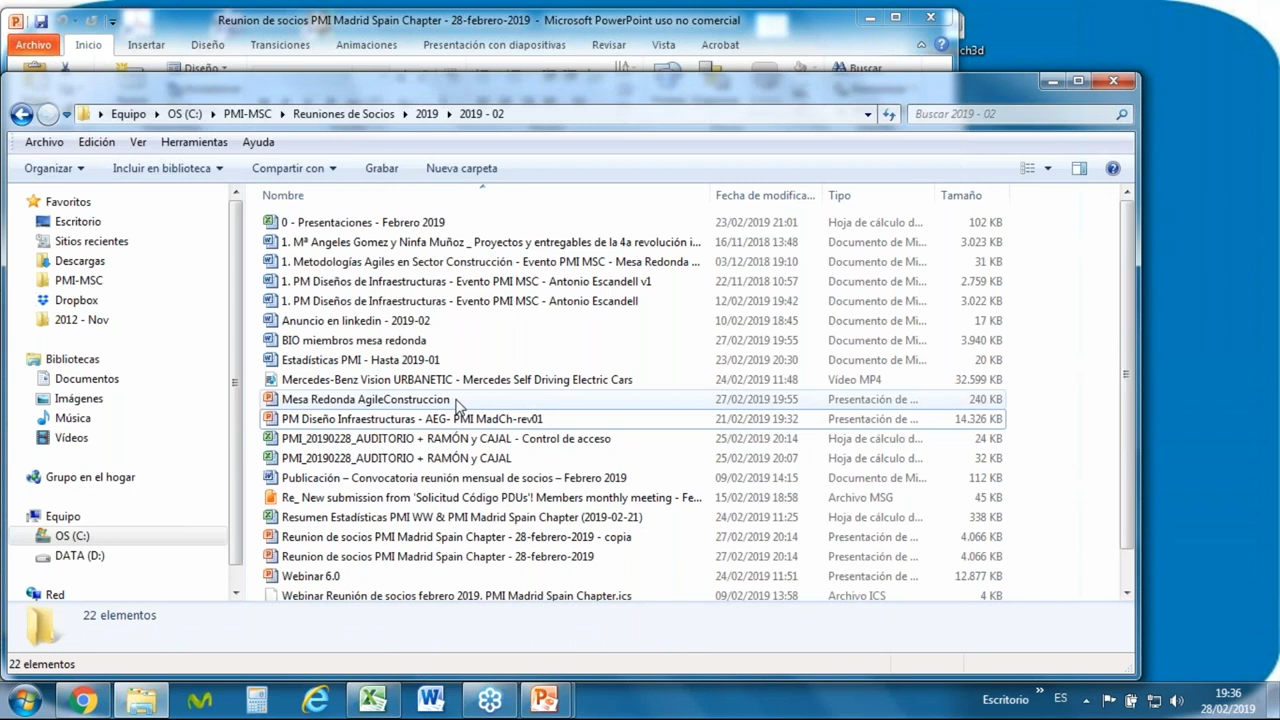 Reunion de socios PMI Madrid Spain Chapter - 28-febrero-2019 - Microsoft PowerPoint uso no comercial
Archivo Inicio Insertar Diseño Transiciones Animaciones Presentación con diapositivas Revisar Vista Acrobat
ch3d
Diseño Buscar
Equipo OS (C:) PMI-MSC Reuniones de Socios 2019 2019 - 02 Buscar 2019 - 02
Archivo Edición Ver Herramientas Ayuda
Organizar Incluir en biblioteca Compartir con Grabar Nueva carpeta
Favoritos
Escritorio
Sitios recientes
Descargas
PMI-MSC
Dropbox
2012 - Nov
Bibliotecas
Documentos
Imágenes
Música
Vídeos
Grupo en el hogar
Equipo
OS (C:)
DATA (D:)
Red
Nombre Fecha de modifica... Tipo Tamaño
0 - Presentaciones - Febrero 2019 23/02/2019 21:01 Hoja de cálculo d... 102 KB
1. Mª Angeles Gomez y Ninfa Muñoz _ Proyectos y entregables de la 4a revolución i... 16/11/2018 13:48 Documento de Mi... 3.023 KB
1. Metodologías Agiles en Sector Construcción - Evento PMI MSC - Mesa Redonda ... 03/12/2018 19:10 Documento de Mi... 31 KB
1. PM Diseños de Infraestructuras - Evento PMI MSC - Antonio Escandell v1 22/11/2018 10:57 Documento de Mi... 2.759 KB
1. PM Diseños de Infraestructuras - Evento PMI MSC - Antonio Escandell 12/02/2019 19:42 Documento de Mi... 3.022 KB
Anuncio en linkedin - 2019-02 10/02/2019 18:45 Documento de Mi... 17 KB
BIO miembros mesa redonda 27/02/2019 19:55 Documento de Mi... 3.940 KB
Estadísticas PMI - Hasta 2019-01 23/02/2019 20:30 Documento de Mi... 20 KB
Mercedes-Benz Vision URBANETIC - Mercedes Self Driving Electric Cars 24/02/2019 11:48 Vídeo MP4 32.599 KB
Mesa Redonda AgileConstruccion 27/02/2019 19:55 Presentación de ... 240 KB
PM Diseño Infraestructuras - AEG- PMI MadCh-rev01 21/02/2019 19:32 Presentación de ... 14.326 KB
PMI_20190228_AUDITORIO + RAMÓN y CAJAL - Control de acceso 25/02/2019 20:14 Hoja de cálculo d... 24 KB
PMI_20190228_AUDITORIO + RAMÓN y CAJAL 25/02/2019 20:07 Hoja de cálculo d... 32 KB
Publicación – Convocatoria reunión mensual de socios – Febrero 2019 09/02/2019 14:15 Documento de Mi... 112 KB
Re_ New submission from 'Solicitud Código PDUs'! Members monthly meeting - Fe... 15/02/2019 18:58 Archivo MSG 45 KB
Resumen Estadísticas PMI WW & PMI Madrid Spain Chapter (2019-02-21) 24/02/2019 11:25 Hoja de cálculo d... 338 KB
Reunion de socios PMI Madrid Spain Chapter - 28-febrero-2019 - copia 27/02/2019 20:14 Presentación de ... 4.066 KB
Reunion de socios PMI Madrid Spain Chapter - 28-febrero-2019 27/02/2019 20:14 Presentación de ... 4.066 KB
Webinar 6.0 24/02/2019 11:51 Presentación de ... 12.877 KB
Webinar Reunión de socios febrero 2019. PMI Madrid Spain Chapter.ics 09/02/2019 13:58 Archivo ICS 4 KB
22 elementos
22 elementos
Escritorio ES 19:36
28/02/2019